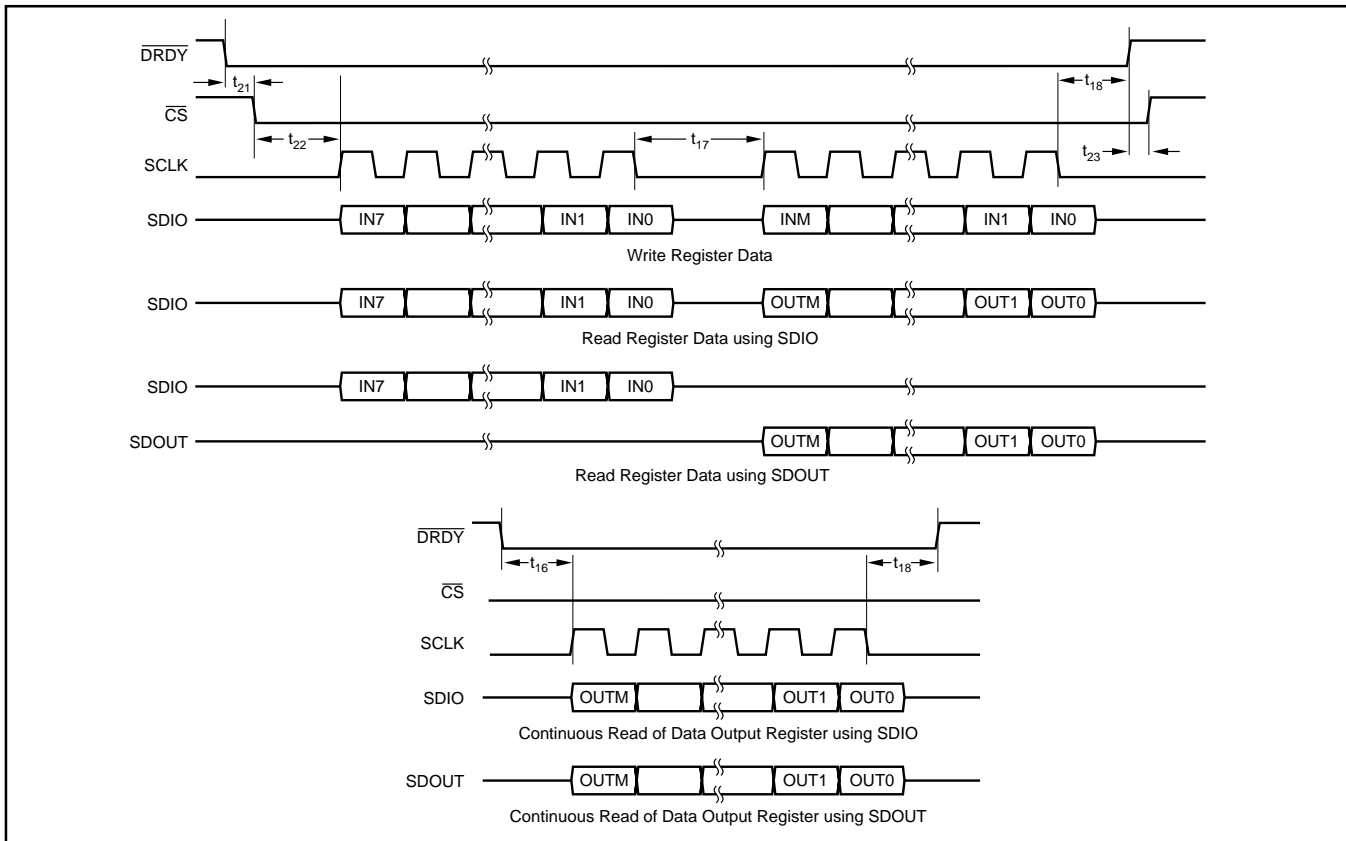 DRDY
t21
t18
CS
t22
t17
t23
SCLK
SDIO IN7 IN1 IN0 INM IN1 IN0
Write Register Data
SDIO IN7 IN1 IN0 OUTM OUT1 OUT0
Read Register Data using SDIO
SDIO IN7 IN1 IN0
SDOUT OUTM OUT1 OUT0
Read Register Data using SDOUT
DRDY
t16
t18
CS
SCLK
SDIO OUTM OUT1 OUT0
Continuous Read of Data Output Register using SDIO
SDOUT OUTM OUT1 OUT0
Continuous Read of Data Output Register using SDOUT